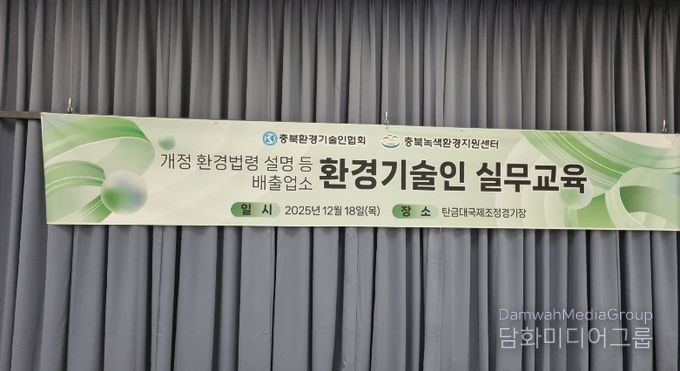 충북환경기술인협회 충북녹색환경지원센터
개정 환경법령 설명 등
배출업소 환경기술인 실무교육
일 시 2025년 12월 18일(목) 장 소 탄금대국제조정경기장
DamwahMediaGroup
담화미디어그룹